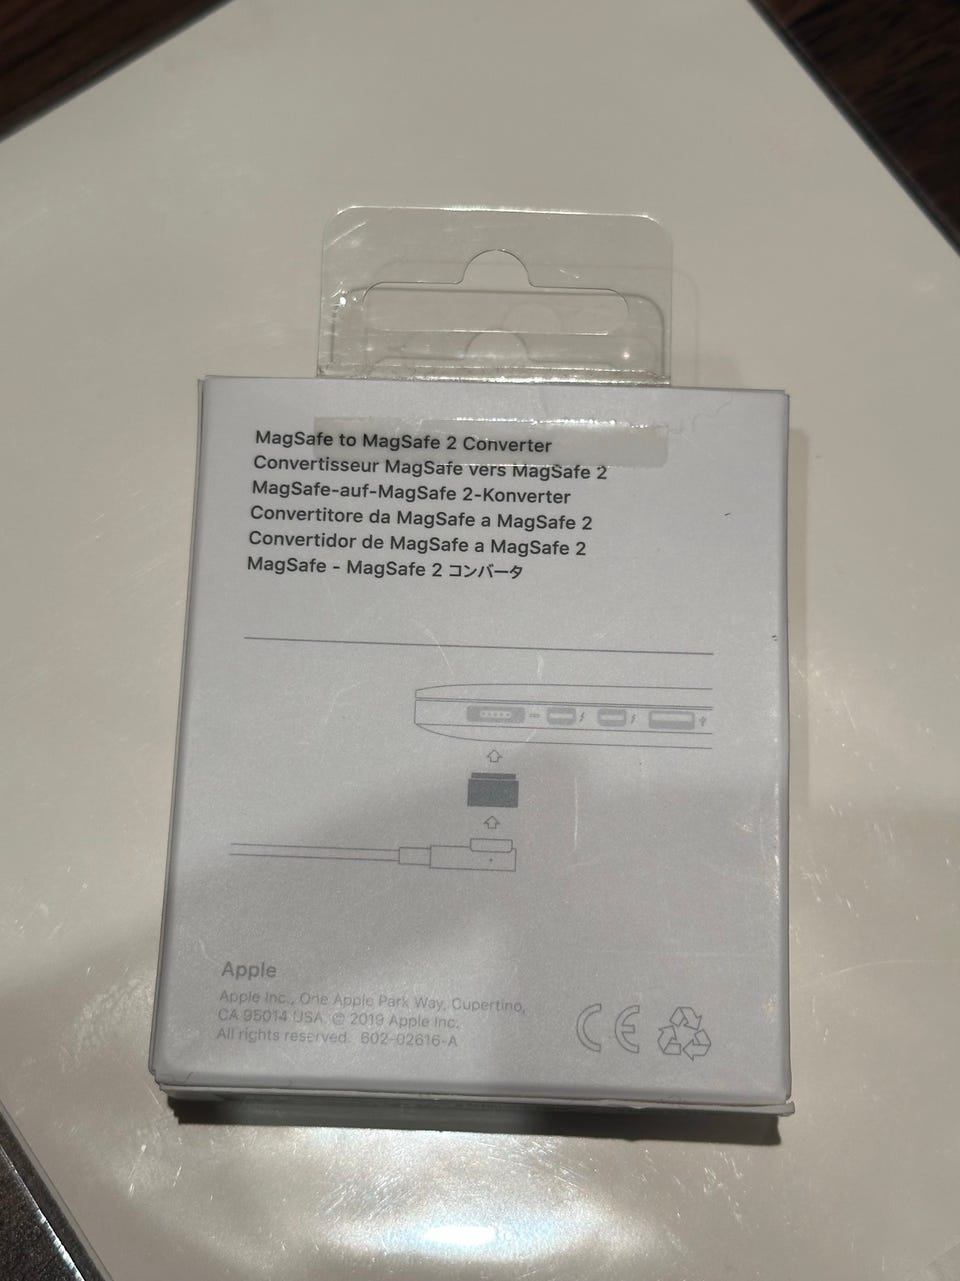 MagSafe to MagSafe 2 Converter
Convertisseur MagSafe vers MagSafe 2
MagSafe-auf-MagSafe 2-Konverter
Convertitore da MagSafe a MagSafe 2
Convertidor de MagSafe a MagSafe 2
MagSafe - MagSafe 2 コンバータ
Apple
Apple Inc., One Apple Park Way, Cupertino,
CA 95014 USA. © 2019 Apple Inc.
All rights reserved. 602-02616-A
CE